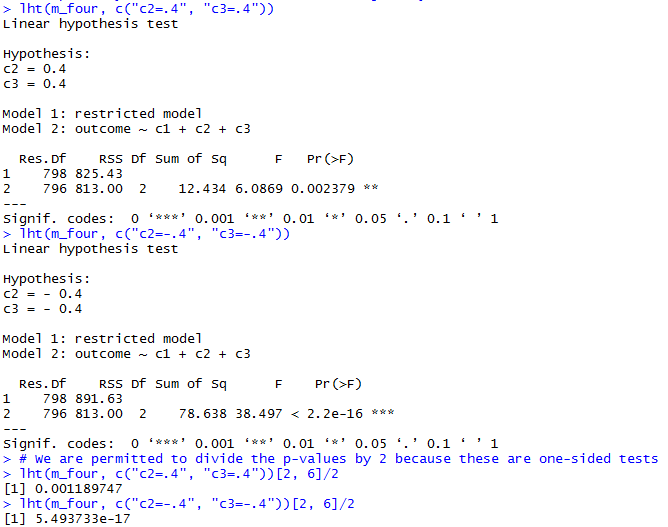 > lht(m_four, c("c2=.4", "c3=.4"))
Linear hypothesis test
Hypothesis:
c2 = 0.4
c3 = 0.4
Model 1: restricted model
Model 2: outcome ~ c1 + c2 + c3
Res.Df RSS Df Sum of Sq F Pr(>F)
1 798 825.43
2 796 813.00 2 12.434 6.0869 0.002379 **
---
Signif. codes: 0 ‘***’ 0.001 ‘**’ 0.01 ‘*’ 0.05 ‘.’ 0.1 ‘ ’ 1
> lht(m_four, c("c2=-.4", "c3=-.4"))
Linear hypothesis test
Hypothesis:
c2 = - 0.4
c3 = - 0.4
Model 1: restricted model
Model 2: outcome ~ c1 + c2 + c3
Res.Df RSS Df Sum of Sq F Pr(>F)
1 798 891.63
2 796 813.00 2 78.638 38.497 < 2.2e-16 ***
---
Signif. codes: 0 ‘***’ 0.001 ‘**’ 0.01 ‘*’ 0.05 ‘.’ 0.1 ‘ ’ 1
> # We are permitted to divide the p-values by 2 because these are one-sided tests
> lht(m_four, c("c2=.4", "c3=.4"))[2, 6]/2
[1] 0.001189747
> lht(m_four, c("c2=-.4", "c3=-.4"))[2, 6]/2
[1] 5.493733e-17